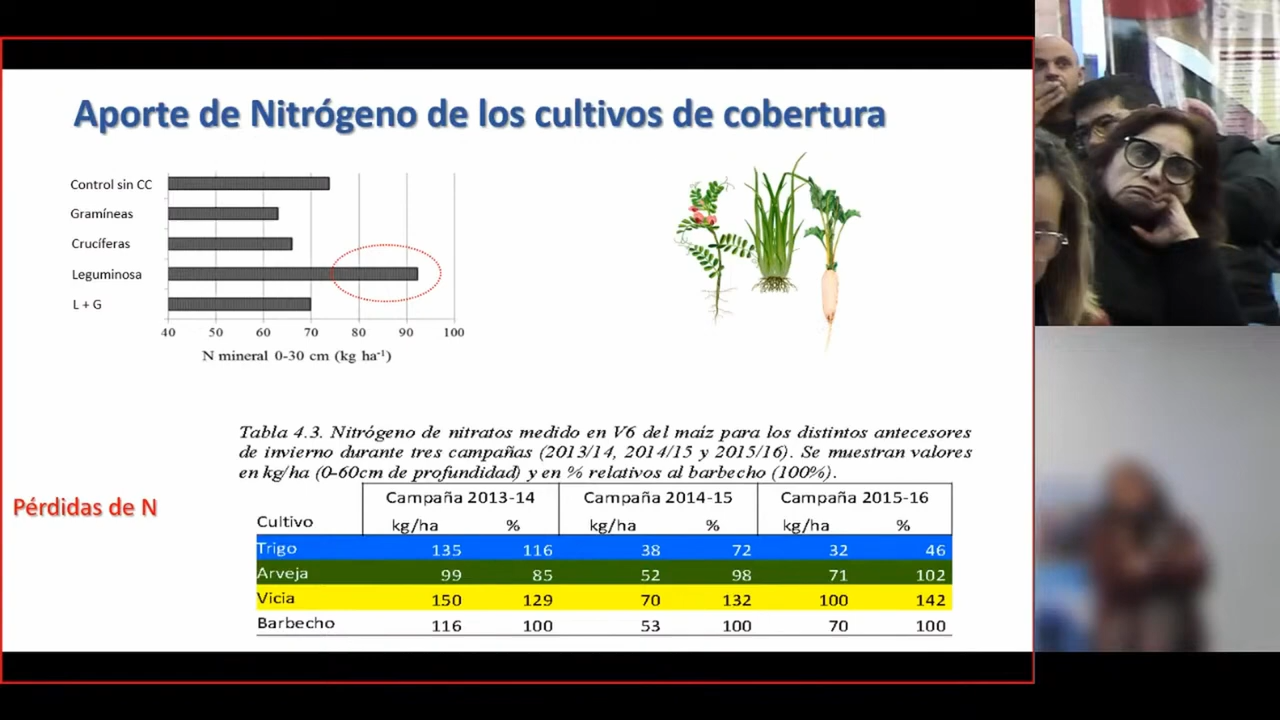 Aporte de Nitrógeno de los cultivos de cobertura
Control sin CC
Gramíneas
Crucíferas
Leguminosa
L + G
40 50 60 70 80 90 100
N mineral 0-30 cm (kg ha⁻¹)
Tabla 4.3. Nitrógeno de nitratos medido en V6 del maíz para los distintos antecesores
de invierno durante tres campañas (2013/14, 2014/15 y 2015/16). Se muestran valores
en kg/ha (0-60cm de profundidad) y en % relativos al barbecho (100%).
Pérdidas de N
Campaña 2013-14 Campaña 2014-15 Campaña 2015-16
Cultivo kg/ha % kg/ha % kg/ha %
Trigo 135 116 38 72 32 46
Arveja 99 85 52 98 71 102
Vicia 150 129 70 132 100 142
Barbecho 116 100 53 100 70 100